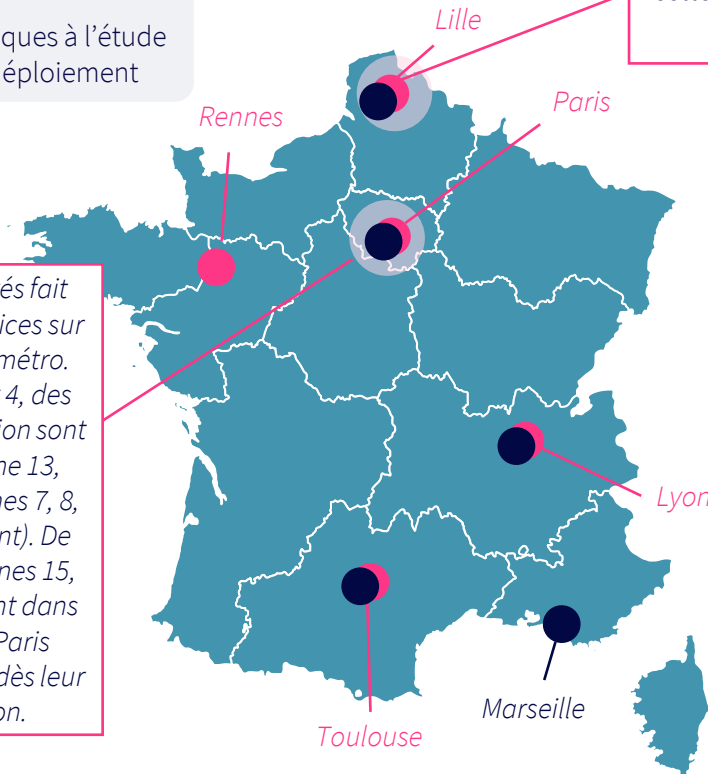 ques à l’étude
éploiement
Lille
Rennes
Paris
és fait
ices sur
métro.
4, des
ion sont
ne 13,
nes 7, 8,
nt). De
nes 15,
nt dans
Paris
dès leur
on.
Lyon
Marseille
Toulouse